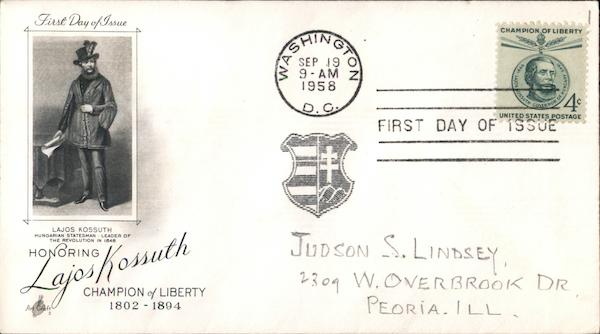 First Day of Issue
LAJOS KOSSUTH
HUNGARIAN STATESMAN - LEADER OF
THE REVOLUTION IN 1848
HONORING
Lajos Kossuth
CHAMPION of LIBERTY
1802 - 1894
Art Craft
WASHINGTON
SEP 19
9-AM
1958
D.C.
CHAMPION OF LIBERTY
4¢
UNITED STATES POSTAGE
FIRST DAY OF ISSUE
JUDSON S. LINDSEY,
2309 W. OVERBROOK DR
PEORIA. ILL.